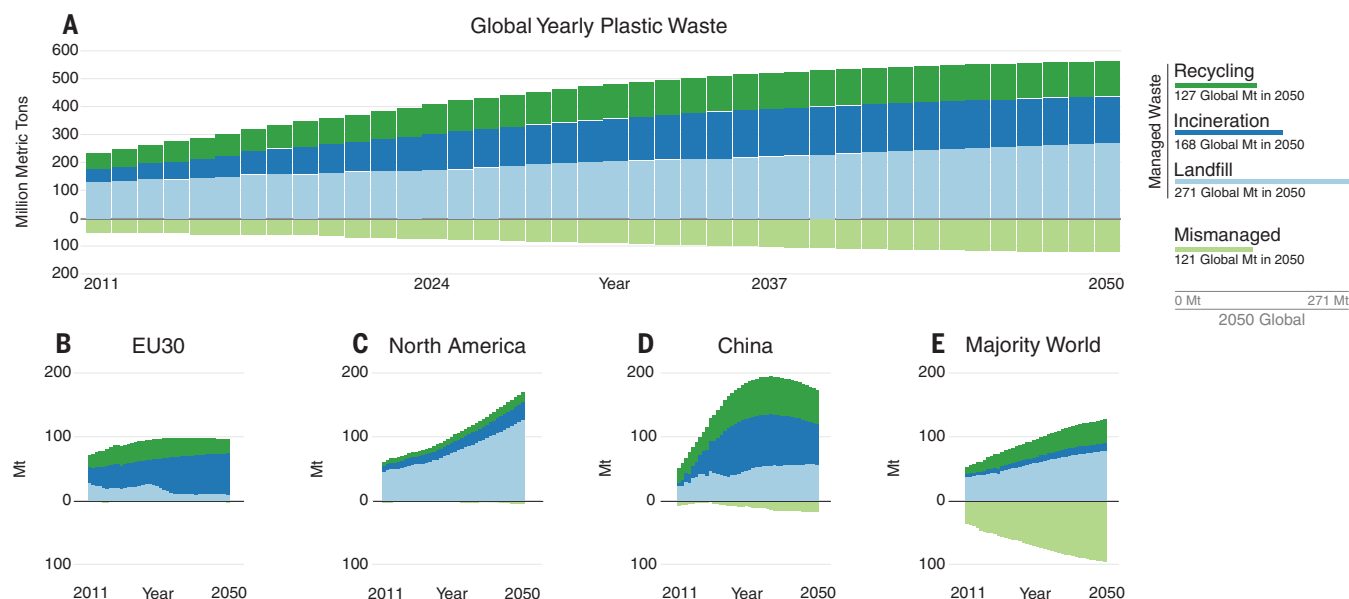 A
Global Yearly Plastic Waste
Million Metric Tons
600
500
400
300
200
100
0
100
200
2011
2024
Year
2037
2050
Managed Waste
Recycling
127 Global Mt in 2050
Incineration
168 Global Mt in 2050
Landfill
271 Global Mt in 2050
Mismanaged
121 Global Mt in 2050
0 Mt
271 Mt
2050 Global
B
EU30
Mt
200
100
0
100
2011
Year
2050
C
North America
Mt
200
100
0
100
2011
Year
2050
D
China
Mt
200
100
0
100
2011
Year
2050
E
Majority World
Mt
200
100
0
100
2011
Year
2050